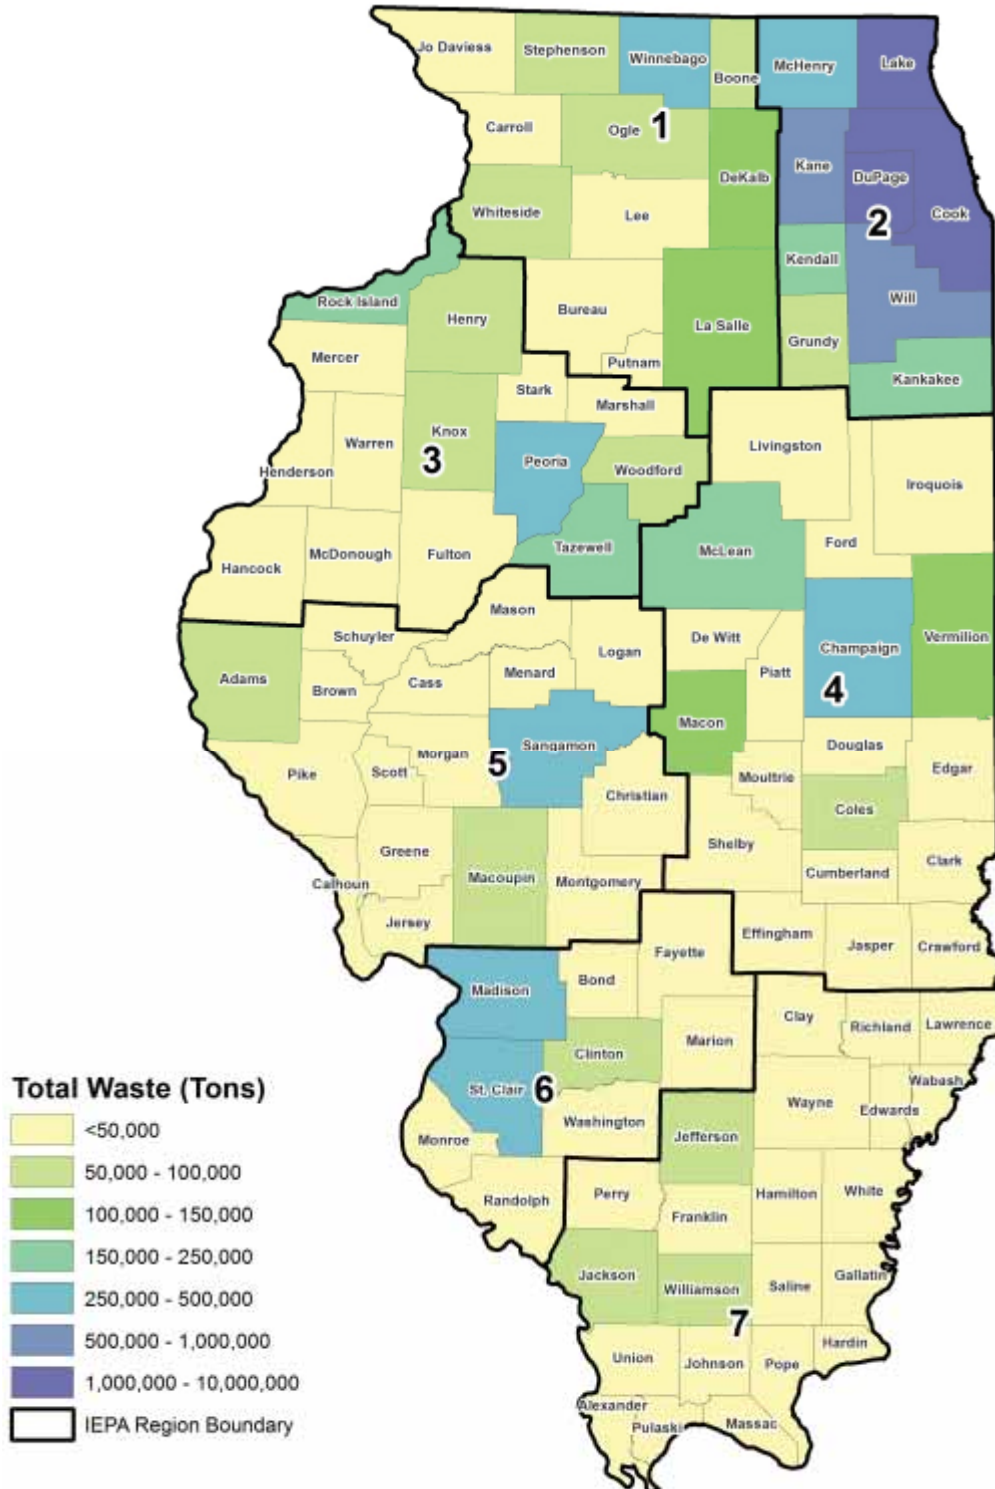 Jo Daviess
Stephenson
Winnebago
Boone
McHenry
Lake
Carroll
Ogle
1
DeKalb
Kane
DuPage
2
Cook
Whiteside
Lee
Kendall
Rock Island
Henry
Bureau
La Salle
Will
Grundy
Putnam
Mercer
Kankakee
Stark
Marshall
Knox
3
Warren
Henderson
Peoria
Woodford
Livingston
Iroquois
Tazewell
McLean
Ford
Hancock
McDonough
Fulton
Mason
Schuyler
De Witt
Vermilion
Champaign
4
Logan
Menard
Piatt
Adams
Brown
Cass
Macon
Sangamon
5
Morgan
Scott
Pike
Douglas
Edgar
Moultrie
Christian
Coles
Shelby
Greene
Clark
Cumberland
Macoupin
Montgomery
Calhoun
Jersey
Effingham
Jasper
Crawford
Fayette
Bond
Madison
Clay
Richland
Lawrence
Marion
Clinton
St. Clair
6
Wabash
Wayne
Edwards
Washington
Jefferson
Monroe
Randolph
Perry
Hamilton
White
Franklin
Jackson
Williamson
Saline
Gallatin
7
Hardin
Union
Johnson
Pope
Alexander
Pulaski
Massac
Total Waste (Tons)
<50,000
50,000 - 100,000
100,000 - 150,000
150,000 - 250,000
250,000 - 500,000
500,000 - 1,000,000
1,000,000 - 10,000,000
IEPA Region Boundary